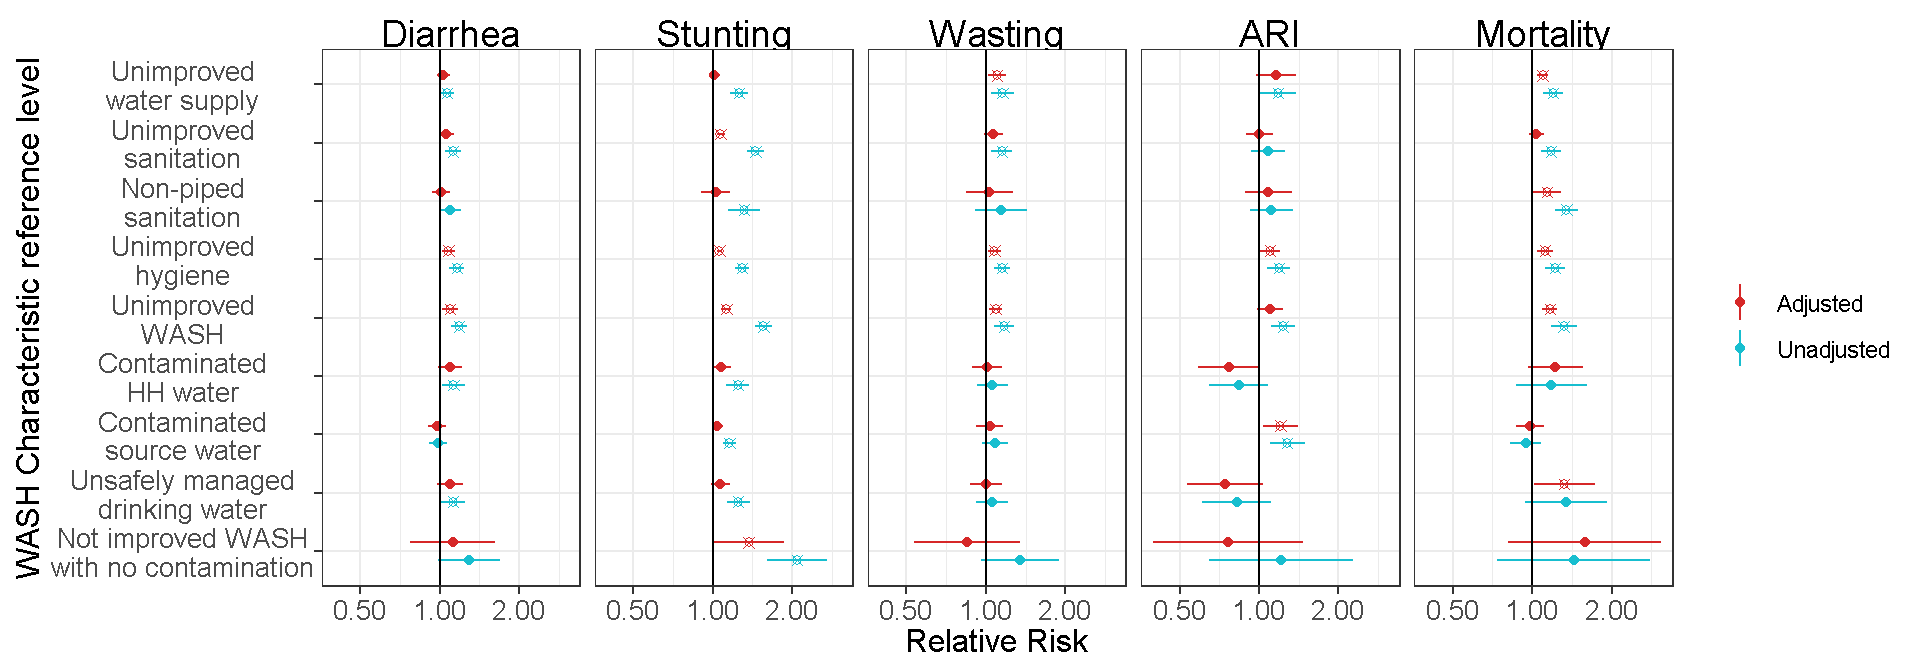 Diarrhea Stunting Wasting ARI Mortality
WASH Characteristic reference level
Unimproved
water supply
Unimproved
sanitation
Non-piped
sanitation
Unimproved
hygiene
Unimproved
WASH
Contaminated
HH water
Contaminated
source water
Unsafely managed
drinking water
Not improved WASH
with no contamination
0.50 1.00 2.00 0.50 1.00 2.00 0.50 1.00 2.00 0.50 1.00 2.00 0.50 1.00 2.00
Relative Risk
Adjusted
Unadjusted